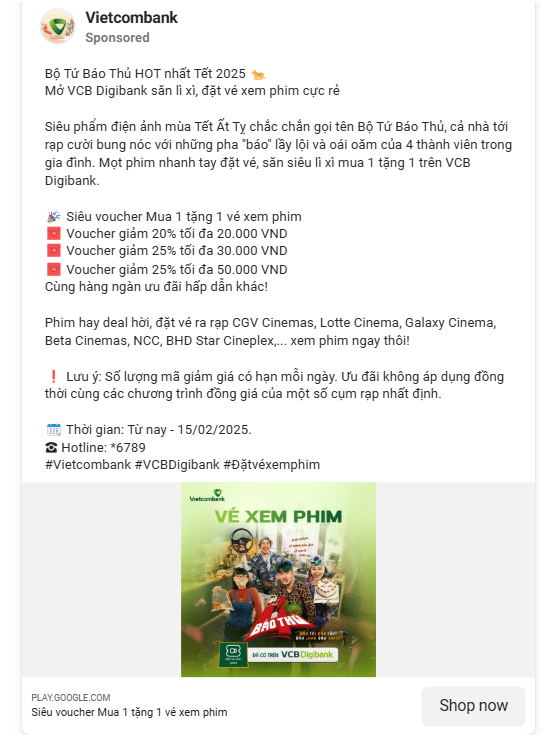 Vietcombank
Sponsored
Bộ Tứ Báo Thủ HOT nhất Tết 2025 🐆
Mở VCB Digibank săn lì xì, đặt vé xem phim cực rẻ
Siêu phẩm điện ảnh mùa Tết Ất Tỵ chắc chắn gọi tên Bộ Tứ Báo Thủ, cả nhà tới
rạp cười bung nóc với những pha "báo" lầy lội và oái oăm của 4 thành viên trong
gia đình. Mọt phim nhanh tay đặt vé, săn siêu lì xì mua 1 tặng 1 trên VCB
Digibank.
🎉 Siêu voucher Mua 1 tặng 1 vé xem phim
🧧 Voucher giảm 20% tối đa 20.000 VND
🧧 Voucher giảm 25% tối đa 30.000 VND
🧧 Voucher giảm 25% tối đa 50.000 VND
Cùng hàng ngàn ưu đãi hấp dẫn khác!
Phim hay deal hời, đặt vé ra rạp CGV Cinemas, Lotte Cinema, Galaxy Cinema,
Beta Cinemas, NCC, BHD Star Cineplex,... xem phim ngay thôi!
❗ Lưu ý: Số lượng mã giảm giá có hạn mỗi ngày. Ưu đãi không áp dụng đồng
thời cùng các chương trình đồng giá của một số cụm rạp nhất định.
🗓️ Thời gian: Từ nay - 15/02/2025.
☎ Hotline: *6789
#Vietcombank #VCBDigibank #Đặtvéxemphim
Vietcombank
VÉ XEM PHIM
BÁO THỦ
ĐÃ CÓ TRÊN VCBDigibank
PLAY.GOOGLE.COM
Siêu voucher Mua 1 tặng 1 vé xem phim
Shop now